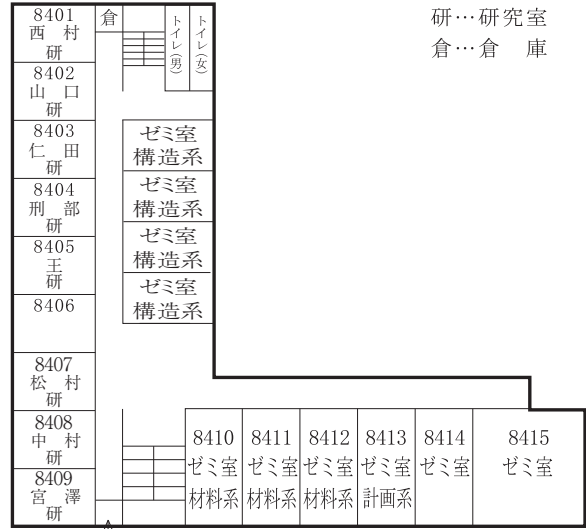 8401
西村
研
倉
トイレ(男)
トイレ(女)
研…研究室
倉…倉　庫
8402
山口
研
8403
仁田
研
8404
刑部
研
8405
王
研
8406
8407
松村
研
8408
中村
研
8409
宮澤
研
ゼミ室
構造系
ゼミ室
構造系
ゼミ室
構造系
ゼミ室
構造系
8410
ゼミ室
材料系
8411
ゼミ室
材料系
8412
ゼミ室
材料系
8413
ゼミ室
計画系
8414
ゼミ室
8415
ゼミ室